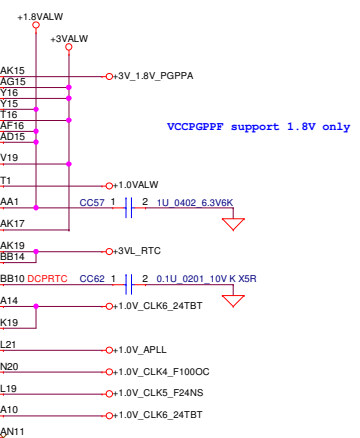 +1.8VALW
+3VALW
AK15 +3V_1.8V_PGPPA
AG15
Y16
Y15
T16
VCCPGPPF support 1.8V only
AF16
AD15
V19
T1 +1.0VALW
AA1 CC57 1 2 1U_0402_6.3V6K
AK17
AK19 +3VL_RTC
BB14
BB10 DCPRTC CC62 1 2 0.1U_0201_10V K X5R
A14 +1.0V_CLK6_24TBT
K19
L21 +1.0V_APLL
N20 +1.0V_CLK4_F100OC
L19 +1.0V_CLK5_F24NS
A10 +1.0V_CLK6_24TBT
AN11